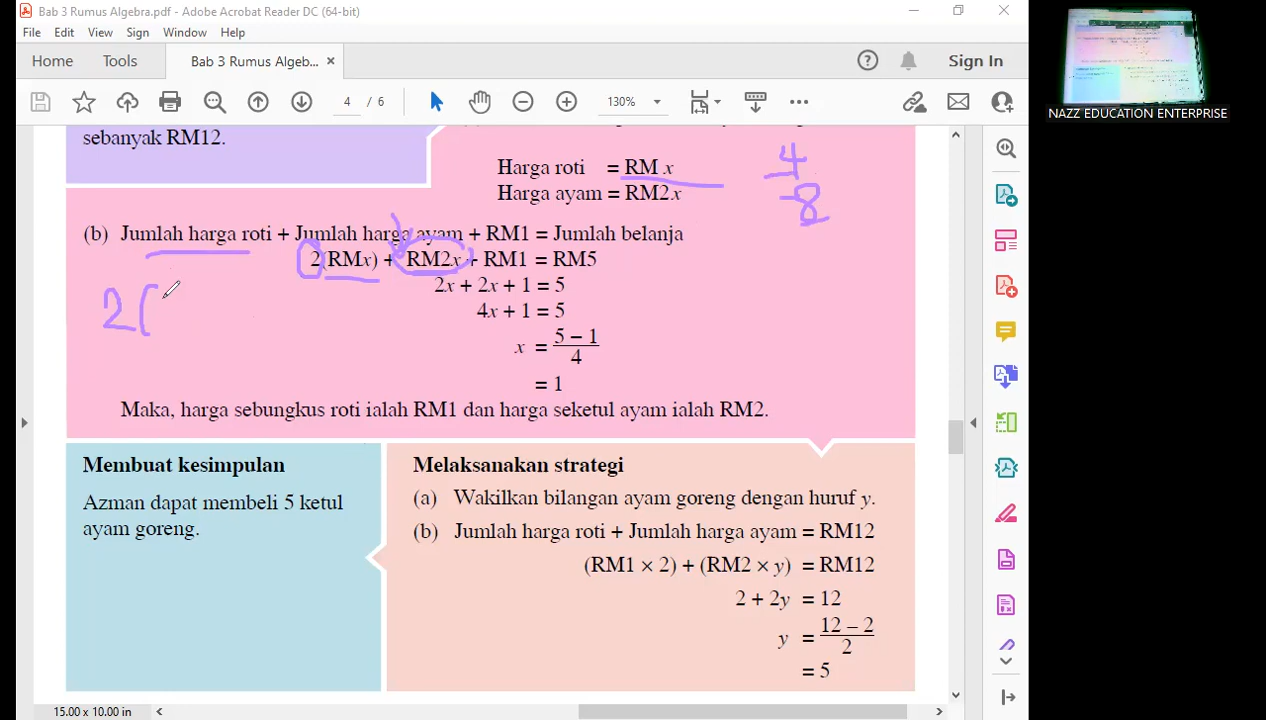 Bab 3 Rumus Algebra.pdf - Adobe Acrobat Reader DC (64-bit)
File Edit View Sign Window Help
Home Tools Bab 3 Rumus Algeb... × Sign In
4 / 6 130%
NAZZ EDUCATION ENTERPRISE
sebanyak RM12.
Harga roti = RM x
Harga ayam = RM2x
4
8
(b) Jumlah harga roti + Jumlah harga ayam + RM1 = Jumlah belanja
2(RMx) + RM2x + RM1 = RM5
2x + 2x + 1 = 5
2(
4x + 1 = 5
x = 5 – 1
4
= 1
Maka, harga sebungkus roti ialah RM1 dan harga seketul ayam ialah RM2.
Membuat kesimpulan
Azman dapat membeli 5 ketul
ayam goreng.
Melaksanakan strategi
(a) Wakilkan bilangan ayam goreng dengan huruf y.
(b) Jumlah harga roti + Jumlah harga ayam = RM12
(RM1 × 2) + (RM2 × y) = RM12
2 + 2y = 12
y = 12 – 2
2
= 5
15.00 x 10.00 in